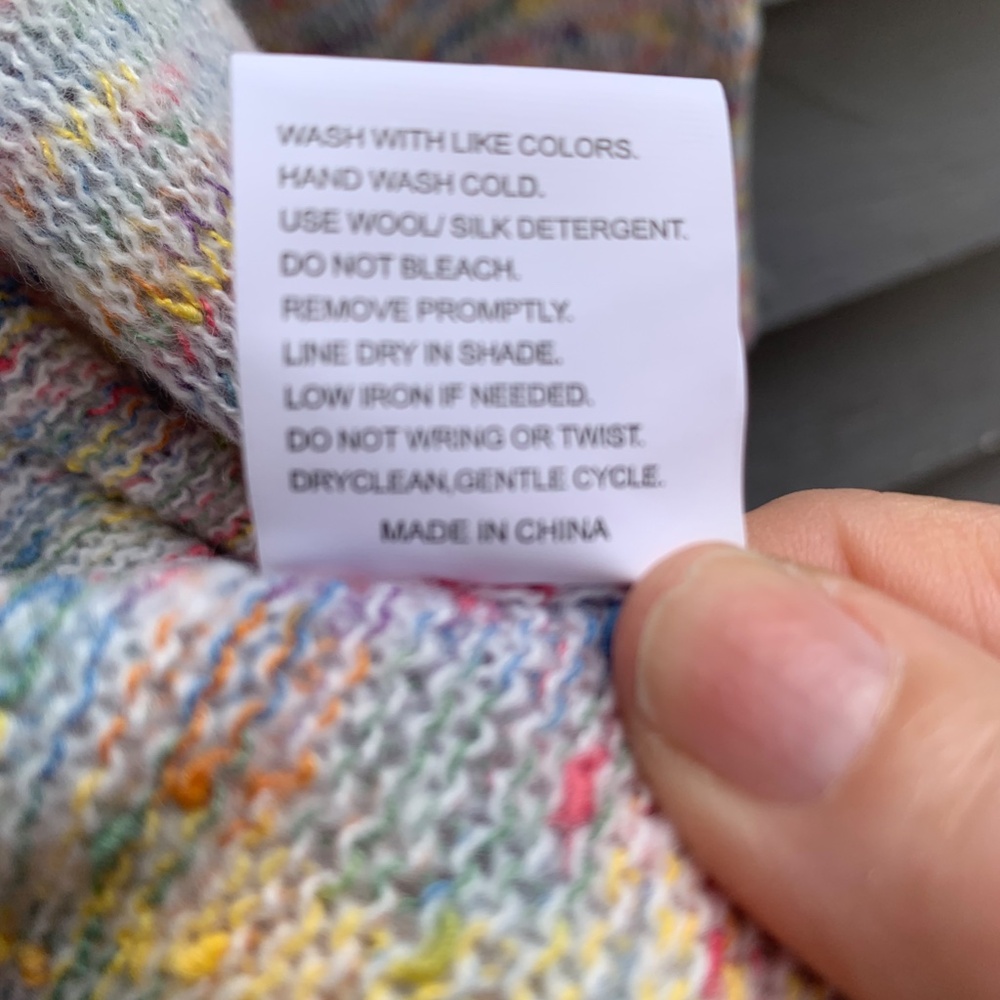 WASH WITH LIKE COLORS.
HAND WASH COLD.
USE WOOL/ SILK DETERGENT.
DO NOT BLEACH.
REMOVE PROMPTLY.
LINE DRY IN SHADE.
LOW IRON IF NEEDED.
DO NOT WRING OR TWIST.
DRYCLEAN,GENTLE CYCLE.
MADE IN CHINA